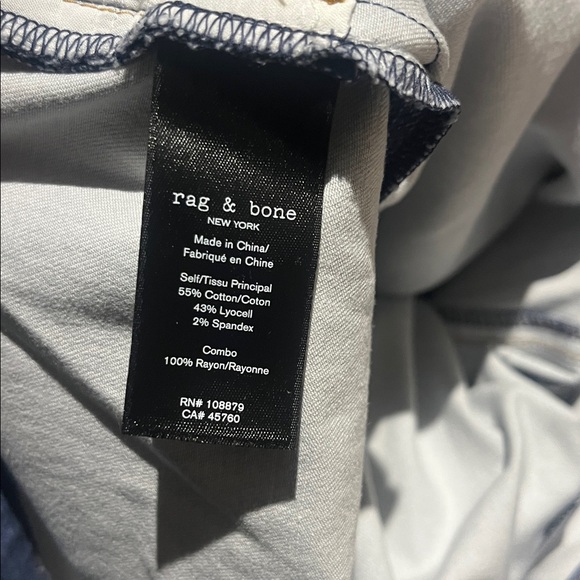 rag & bone
NEW YORK
Made in China/
Fabriqué en Chine
Self/Tissu Principal
55% Cotton/Coton
43% Lyocell
2% Spandex
Combo
100% Rayon/Rayonne
RN# 108879
CA# 45760